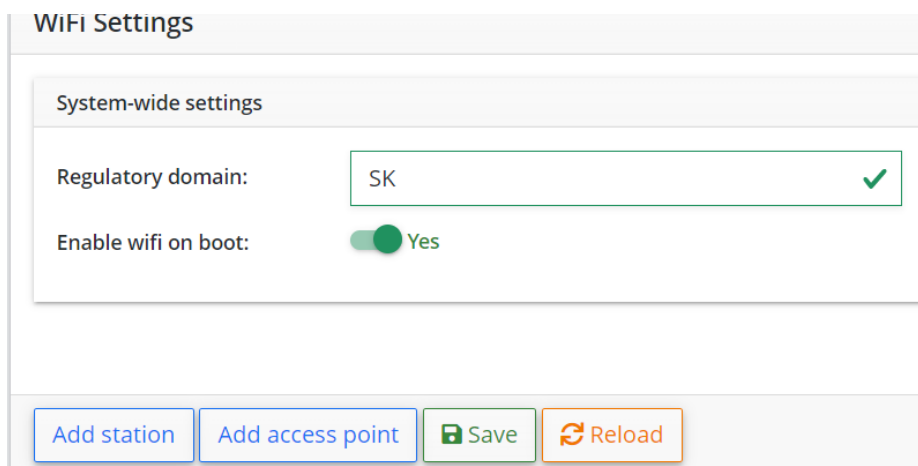 WiFi Settings
System-wide settings
Regulatory domain:
SK
Enable wifi on boot:
Yes
Add station
Add access point
Save
Reload